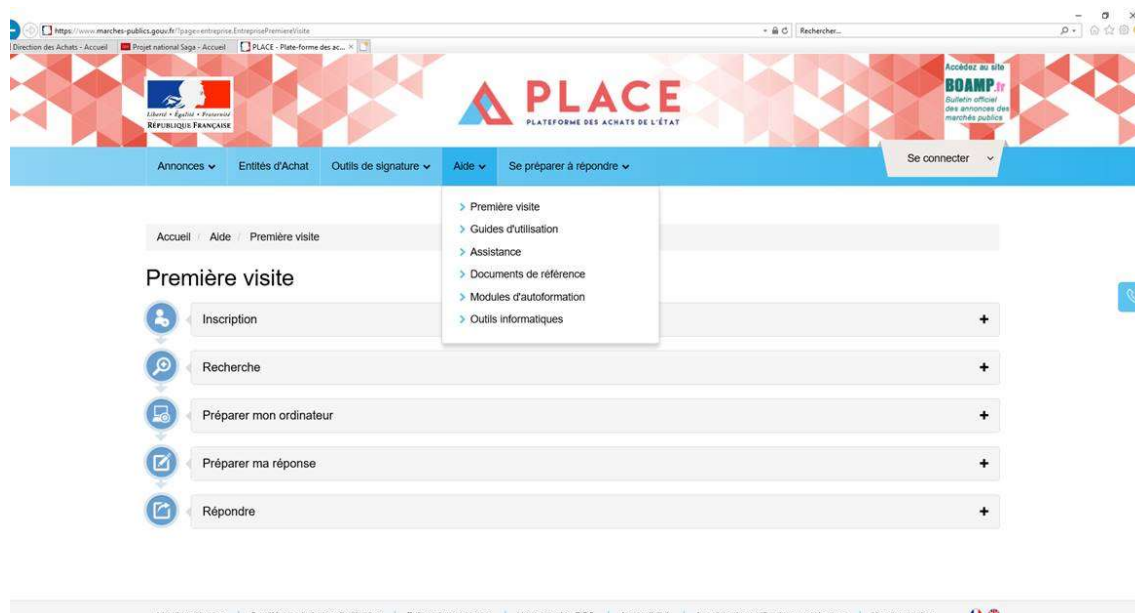 https://www.marches-publics.gouv.fr/?page=entreprise.EntreprisePremiereVisite
Rechercher...
Direction des Achats - Accueil
Projet national Saga - Accueil
PLACE - Plate-forme des ac...
Liberté • Égalité • Fraternité
RÉPUBLIQUE FRANÇAISE
PLACE
PLATEFORME DES ACHATS DE L'ÉTAT
Accédez au site
BOAMP.fr
Bulletin officiel
des annonces des
marchés publics
Annonces
Entités d'Achat
Outils de signature
Aide
Se préparer à répondre
Se connecter
Première visite
Guides d'utilisation
Assistance
Documents de référence
Modules d'autoformation
Outils informatiques
Accueil / Aide / Première visite
Première visite
Inscription
Recherche
Préparer mon ordinateur
Préparer ma réponse
Répondre